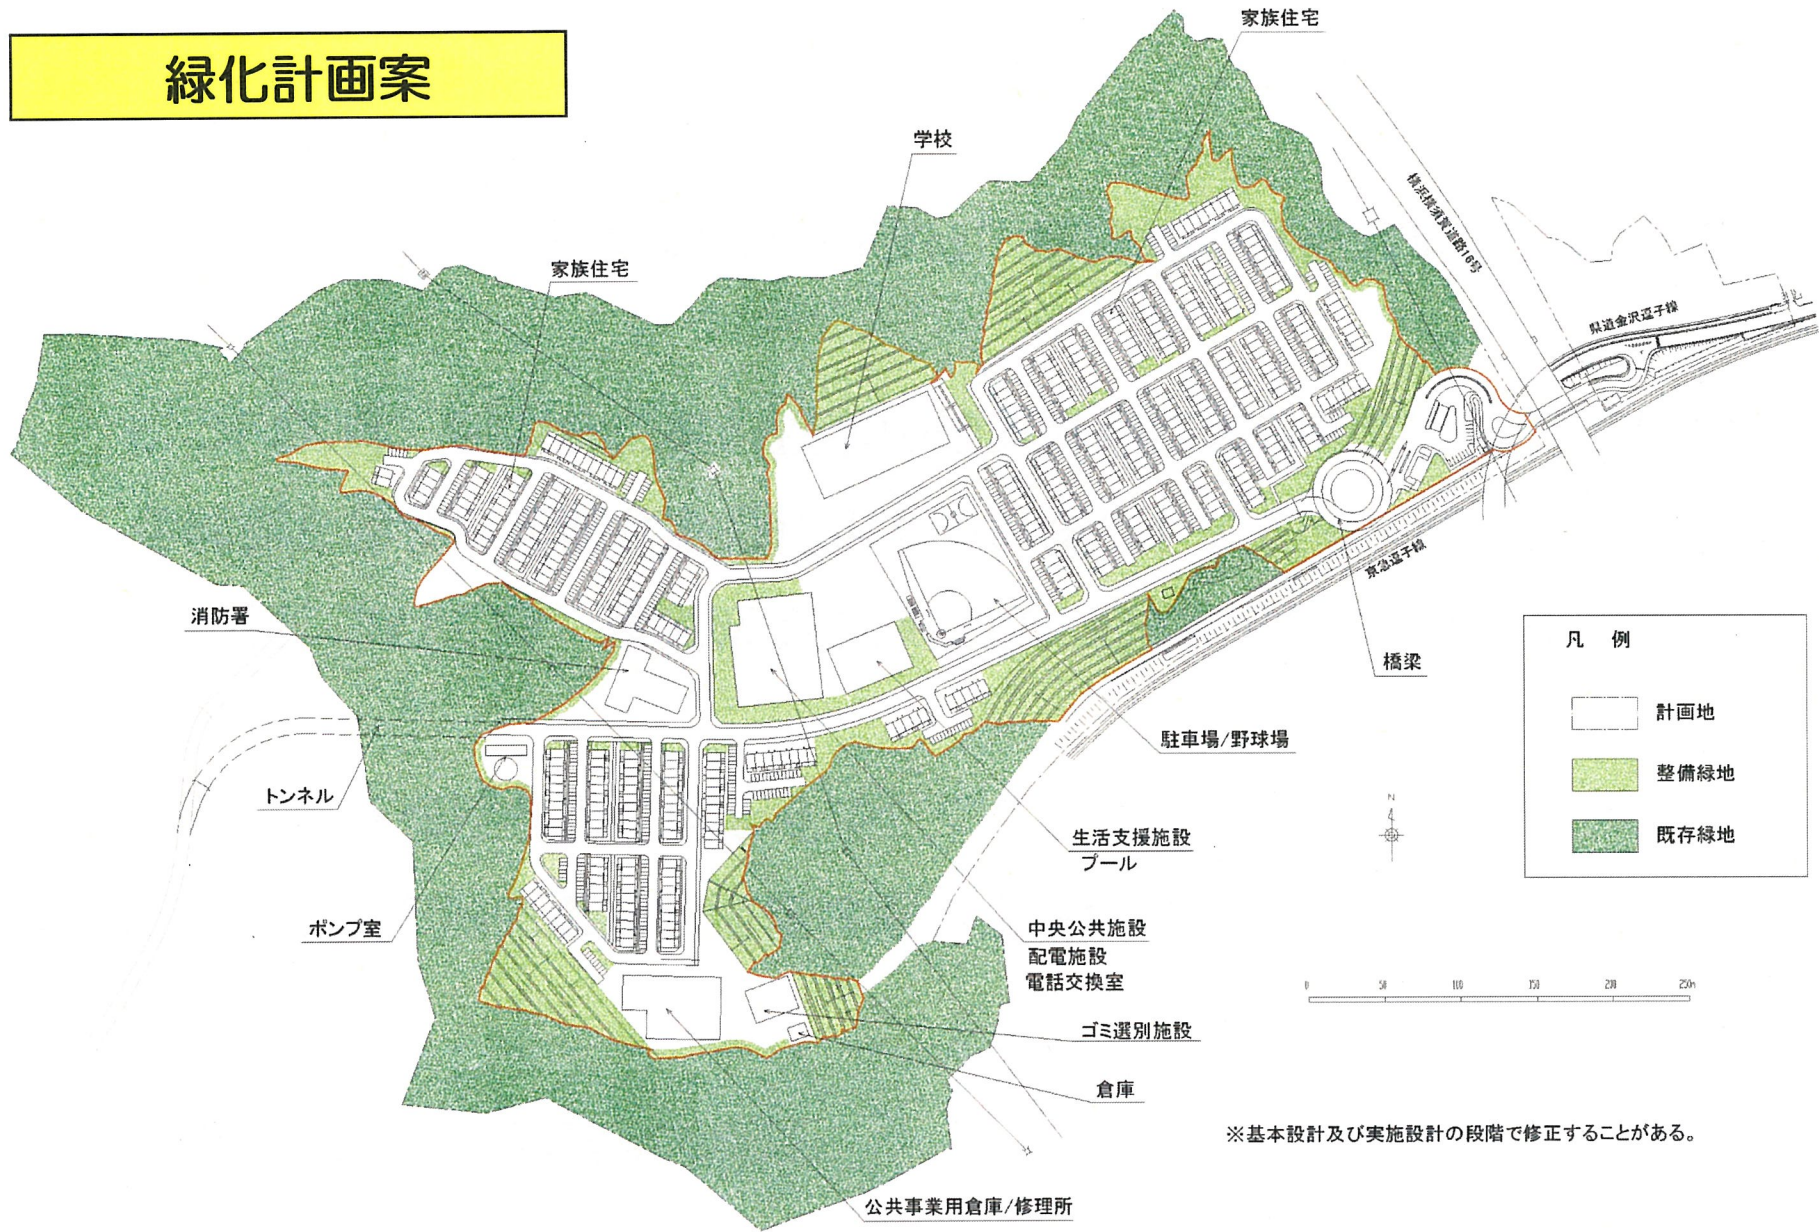 緑化計画案
家族住宅
学校
家族住宅
横浜横須賀道路16号
県道金沢逗子線
京急逗子線
消防署
橋梁
凡 例
計画地
整備緑地
既存緑地
駐車場/野球場
トンネル
N
生活支援施設
プール
ポンプ室
中央公共施設
配電施設
電話交換室
0 50 100 150 200 250m
ゴミ選別施設
倉庫
※基本設計及び実施設計の段階で修正することがある。
公共事業用倉庫/修理所